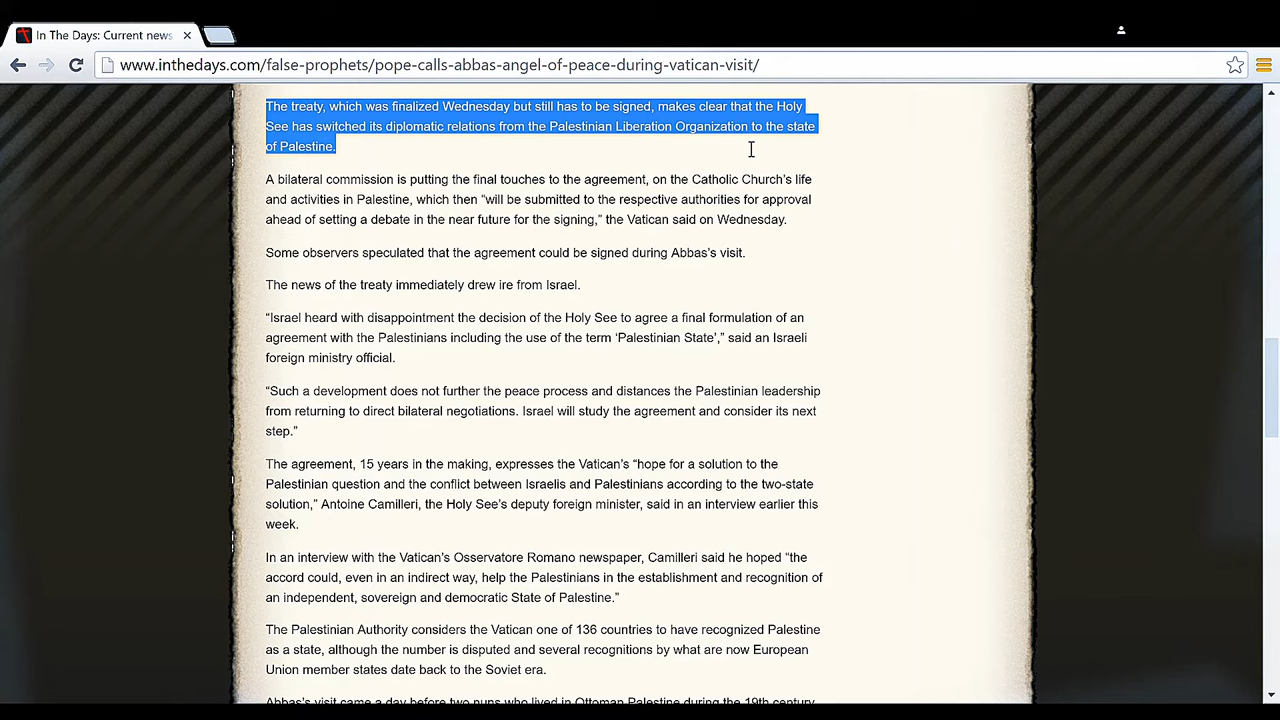 In The Days: Current news
www.inthedays.com/false-prophets/pope-calls-abbas-angel-of-peace-during-vatican-visit/
The treaty, which was finalized Wednesday but still has to be signed, makes clear that the Holy
See has switched its diplomatic relations from the Palestinian Liberation Organization to the state
of Palestine.
A bilateral commission is putting the final touches to the agreement, on the Catholic Church’s life
and activities in Palestine, which then “will be submitted to the respective authorities for approval
ahead of setting a debate in the near future for the signing,” the Vatican said on Wednesday.
Some observers speculated that the agreement could be signed during Abbas’s visit.
The news of the treaty immediately drew ire from Israel.
“Israel heard with disappointment the decision of the Holy See to agree a final formulation of an
agreement with the Palestinians including the use of the term ‘Palestinian State’,” said an Israeli
foreign ministry official.
“Such a development does not further the peace process and distances the Palestinian leadership
from returning to direct bilateral negotiations. Israel will study the agreement and consider its next
step.”
The agreement, 15 years in the making, expresses the Vatican’s “hope for a solution to the
Palestinian question and the conflict between Israelis and Palestinians according to the two-state
solution,” Antoine Camilleri, the Holy See’s deputy foreign minister, said in an interview earlier this
week.
In an interview with the Vatican’s Osservatore Romano newspaper, Camilleri said he hoped “the
accord could, even in an indirect way, help the Palestinians in the establishment and recognition of
an independent, sovereign and democratic State of Palestine.”
The Palestinian Authority considers the Vatican one of 136 countries to have recognized Palestine
as a state, although the number is disputed and several recognitions by what are now European
Union member states date back to the Soviet era.
Abbas’s visit came a day before two nuns who lived in Ottoman Palestine during the 19th century